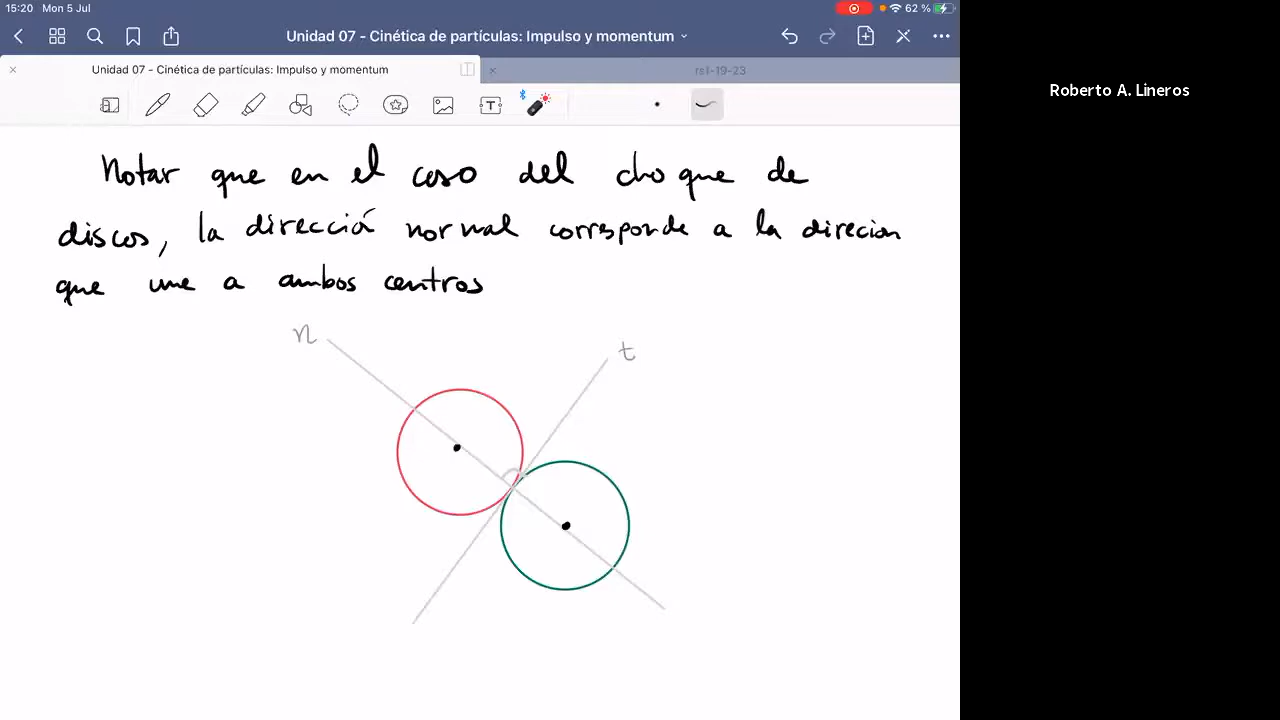 15:20 Mon 5 Jul
62 %
Unidad 07 - Cinética de partículas: Impulso y momentum
Unidad 07 - Cinética de partículas: Impulso y momentum
rsll-19-23
Roberto A. Lineros
Notar que en el caso del choque de
discos, la dirección normal corresponde a la direcion
que une a ambos centros
n
t